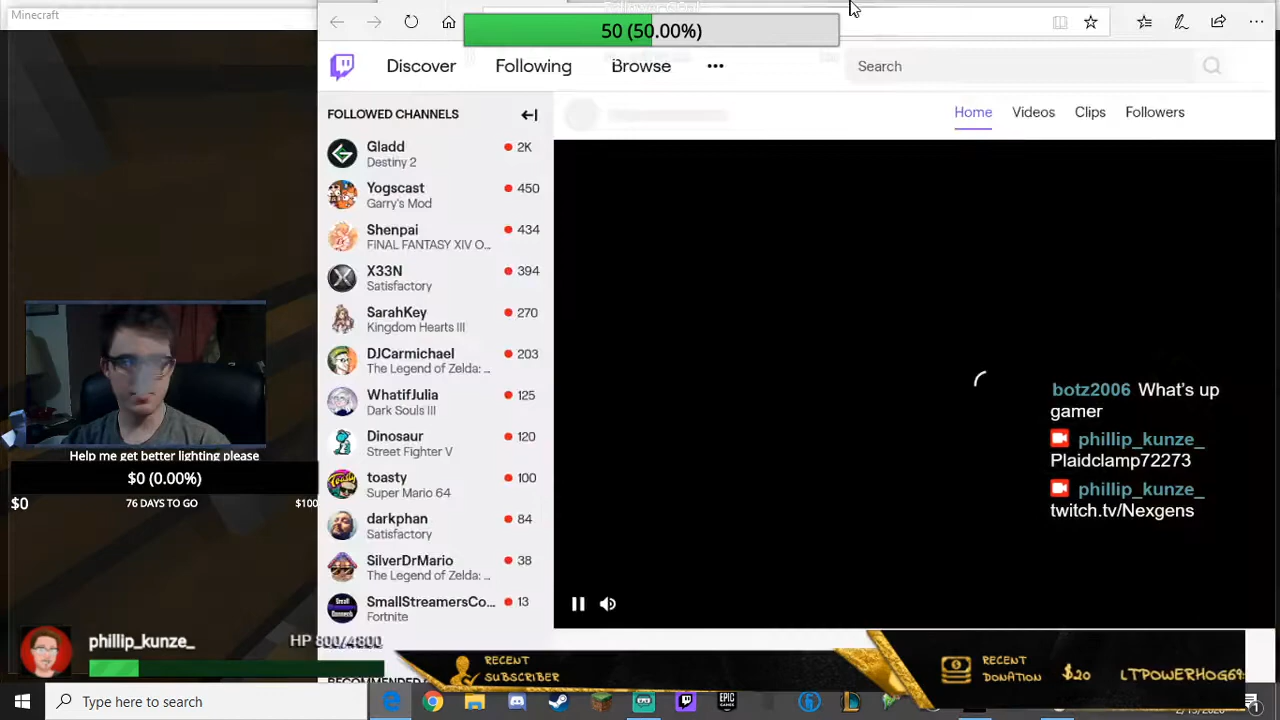 Minecraft
50 (50.00%)
Discover
Following
Browse
Search
FOLLOWED CHANNELS
Home
Videos
Clips
Followers
Gladd
2K
Destiny 2
Yogscast
450
Garry's Mod
Shenpai
434
FINAL FANTASY XIV O...
X33N
394
Satisfactory
SarahKey
270
Kingdom Hearts III
DJCarmichael
203
The Legend of Zelda: ...
WhatifJulia
125
Dark Souls III
Dinosaur
120
Street Fighter V
toasty
100
Super Mario 64
darkphan
84
Satisfactory
SilverDrMario
38
The Legend of Zelda: ...
SmallStreamersCo...
13
Fortnite
botz2006 What's up
gamer
phillip_kunze_
Plaidclamp72273
phillip_kunze_
twitch.tv/Nexgens
Help me get better lighting please
$0 (0.00%)
$0
76 DAYS TO GO
$100
phillip_kunze_
HP 800/4800
RECENT
SUBSCRIBER
RECENT
DONATION
$20
LTPOWERHOG69
Type here to search